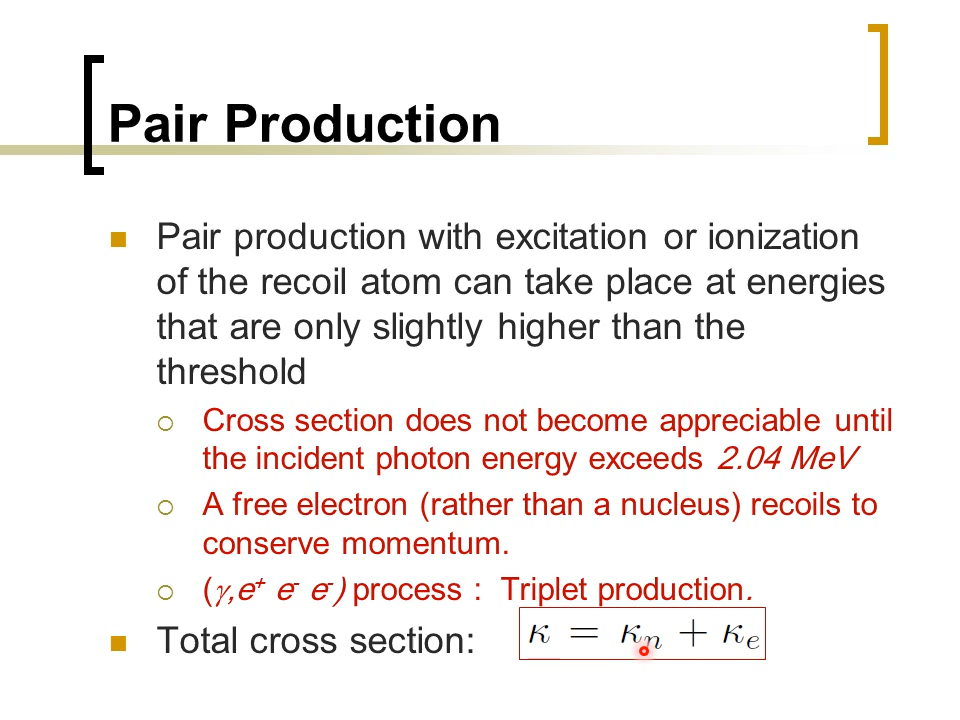 Pair Production
Pair production with excitation or ionization
of the recoil atom can take place at energies
that are only slightly higher than the
threshold
Cross section does not become appreciable until
the incident photon energy exceeds 2.04 MeV
A free electron (rather than a nucleus) recoils to
conserve momentum.
(γ,e⁺ e⁻ e⁻) process : Triplet production.
Total cross section: κ = κₙ + κₑ